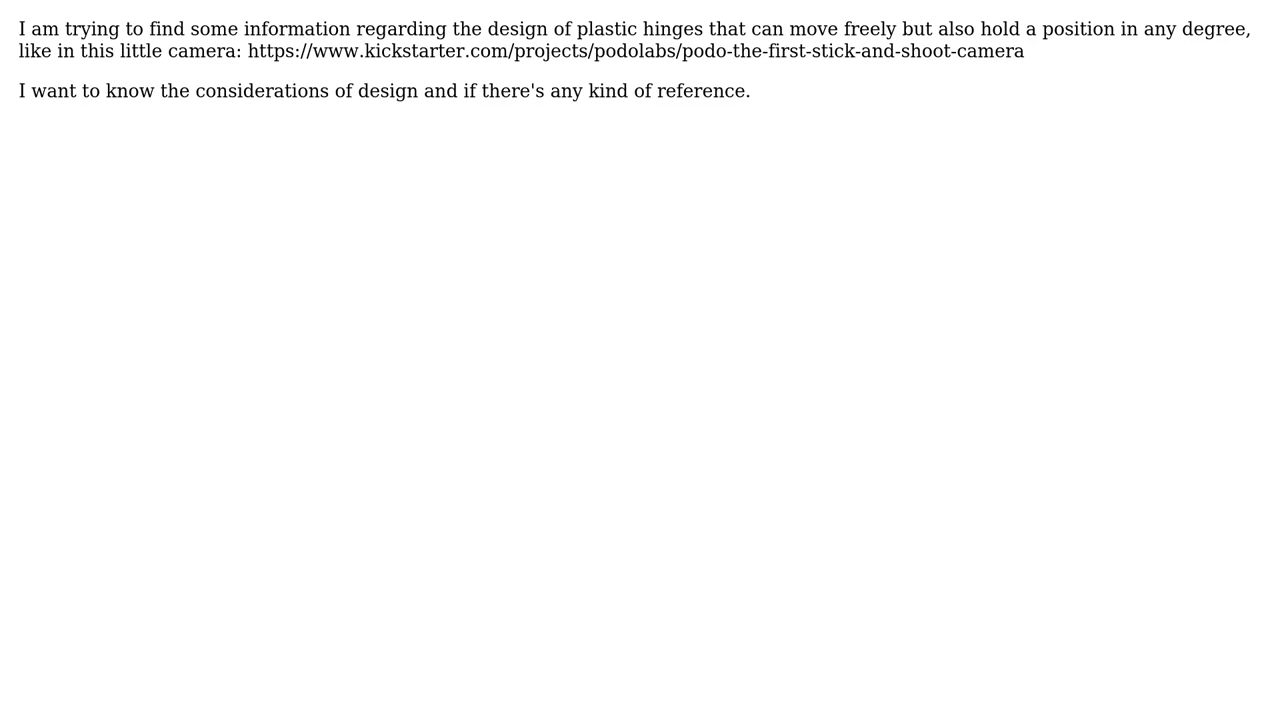 I am trying to find some information regarding the design of plastic hinges that can move freely but also hold a position in any degree,
like in this little camera: https://www.kickstarter.com/projects/podolabs/podo-the-first-stick-and-shoot-camera
I want to know the considerations of design and if there's any kind of reference.